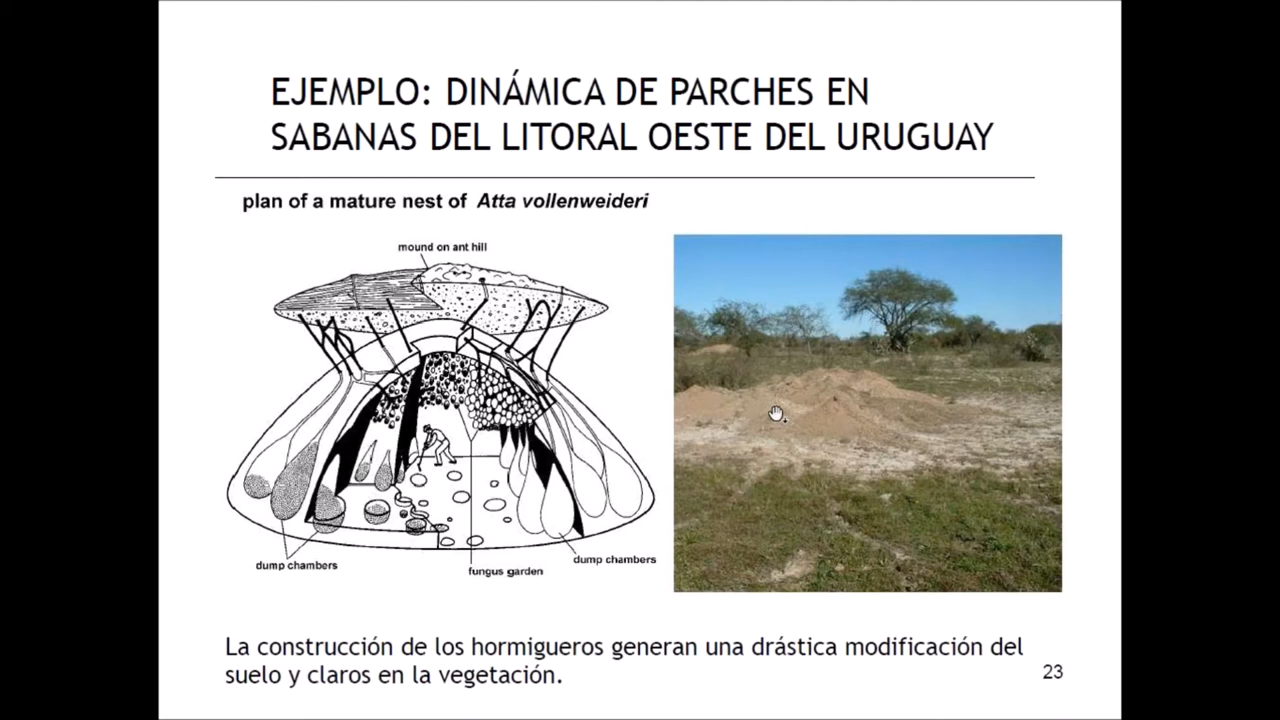 EJEMPLO: DINÁMICA DE PARCHES EN
SABANAS DEL LITORAL OESTE DEL URUGUAY
plan of a mature nest of Atta vollenweideri
mound on ant hill
dump chambers
fungus garden
dump chambers
La construcción de los hormigueros generan una drástica modificación del
suelo y claros en la vegetación.
23